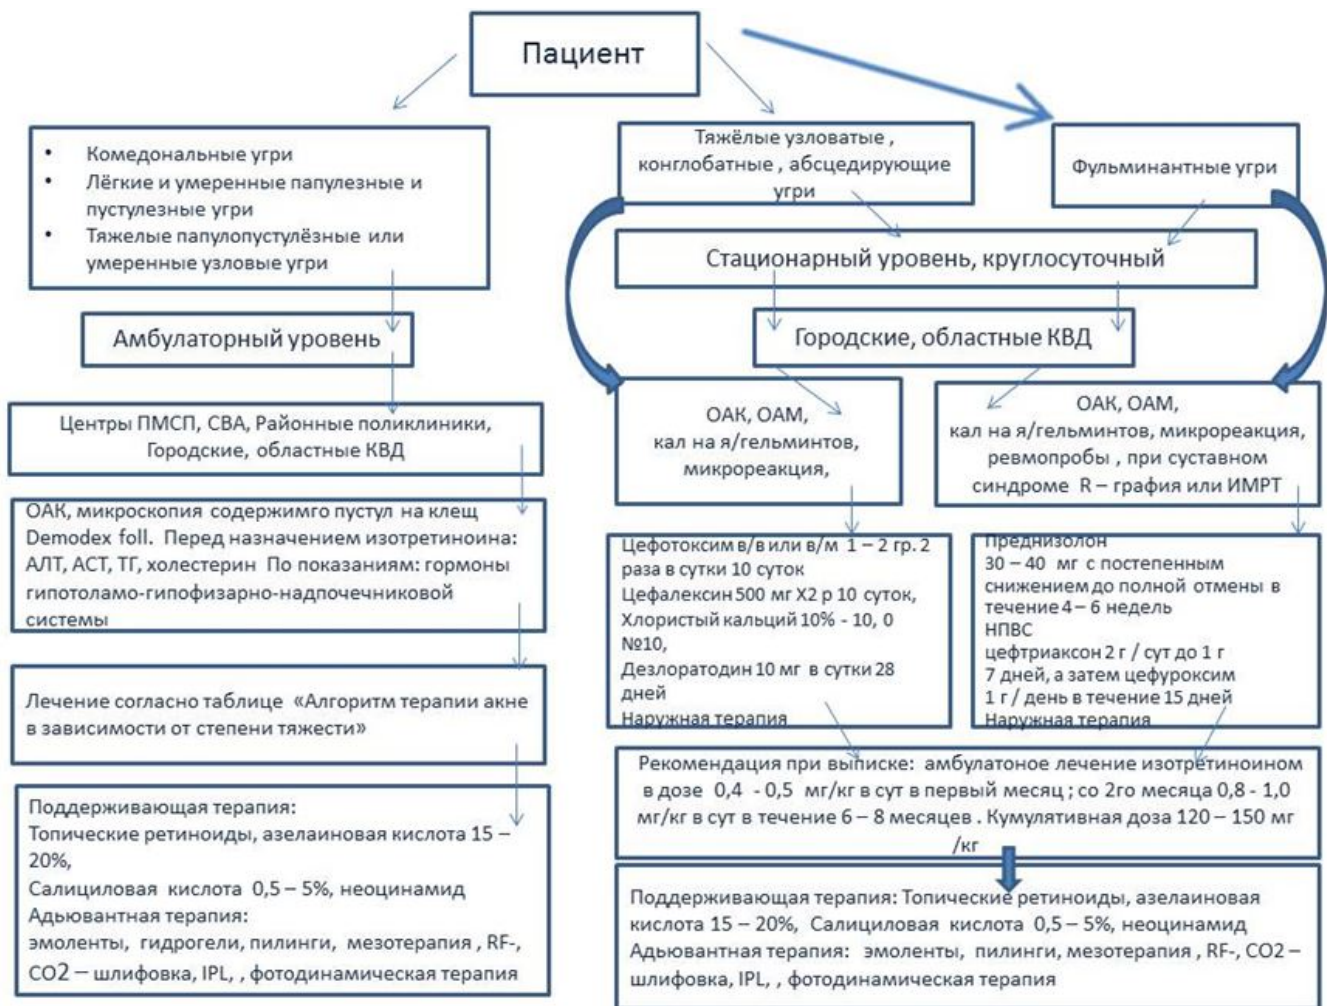 Пациент
• Комедональные угри
• Лёгкие и умеренные папулезные и
пустулезные угри
• Тяжелые папулопустулёзные или
умеренные узловые угри
Амбулаторный уровень
Центры ПМСП, СВА, Районные поликлиники,
Городские, областные КВД
ОАК, микроскопия содержимго пустул на клещ
Demodex foll. Перед назначением изотретиноина:
АЛТ, АСТ, ТГ, холестерин По показаниям: гормоны
гипотоламо-гипофизарно-надпочечниковой
системы
Лечение согласно таблице «Алгоритм терапии акне
в зависимости от степени тяжести»
Поддерживающая терапия:
Топические ретиноиды, азелаиновая кислота 15 –
20%,
Салициловая кислота 0,5 – 5%, неоцинамид
Адьювантная терапия:
эмоленты, гидрогели, пилинги, мезотерапия , RF-,
CO2 – шлифовка, IPL, , фотодинамическая терапия
Тяжёлые узловатые ,
конглобатные , абсцедирующие
угри
Фульминантные угри
Стационарный уровень, круглосуточный
Городские, областные КВД
ОАК, ОАМ,
кал на я/гельминтов,
микрореакция,
ОАК, ОАМ,
кал на я/гельминтов, микрореакция,
ревмопробы , при суставном
синдроме R – графия или ИМРТ
Цефотоксим в/в или в/м 1 – 2 гр. 2
раза в сутки 10 суток
Цефалексин 500 мг Х2 р 10 суток,
Хлористый кальций 10% - 10, 0
№10,
Дезлоратодин 10 мг в сутки 28
дней
Наружная терапия
Преднизолон
30 – 40 мг с постепенным
снижением до полной отмены в
течение 4 – 6 недель
НПВС
цефтриаксон 2 г / сут до 1 г
7 дней, а затем цефуроксим
1 г / день в течение 15 дней
Наружная терапия
Рекомендация при выписке: амбулатоное лечение изотретиноином
в дозе 0,4 - 0,5 мг/кг в сут в первый месяц ; со 2го месяца 0,8 - 1,0
мг/кг в сут в течение 6 – 8 месяцев . Кумулятивная доза 120 – 150 мг
/кг
Поддерживающая терапия: Топические ретиноиды, азелаиновая
кислота 15 – 20%, Салициловая кислота 0,5 – 5%, неоцинамид
Адьювантная терапия: эмоленты, пилинги, мезотерапия , RF-, CO2 –
шлифовка, IPL, , фотодинамическая терапия